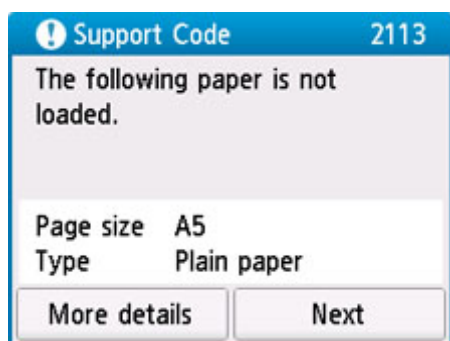 Support Code 2113
The following paper is not
loaded.
Page size A5
Type Plain paper
More details Next